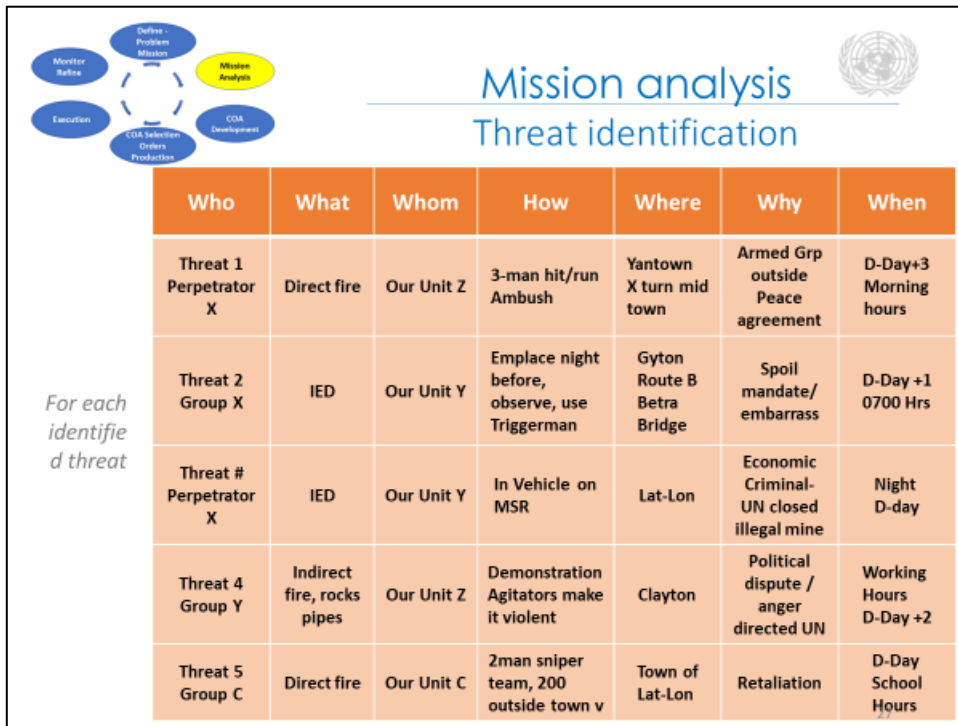 Define -
Problem
Mission
Monitor
Refine
Mission
Analysis
Execution
COA
Development
COA Selection
Orders
Production
Mission analysis
Threat identification
For each
identifie
d threat
Who
What
Whom
How
Where
Why
When
Threat 1
Perpetrator
X
Direct fire
Our Unit Z
3-man hit/run
Ambush
Yantown
X turn mid
town
Armed Grp
outside
Peace
agreement
D-Day+3
Morning
hours
Threat 2
Group X
IED
Our Unit Y
Emplace night
before,
observe, use
Triggerman
Gyton
Route B
Betra
Bridge
Spoil
mandate/
embarrass
D-Day +1
0700 Hrs
Threat #
Perpetrator
X
IED
Our Unit Y
In Vehicle on
MSR
Lat-Lon
Economic
Criminal-
UN closed
illegal mine
Night
D-day
Threat 4
Group Y
Indirect
fire, rocks
pipes
Our Unit Z
Demonstration
Agitators make
it violent
Clayton
Political
dispute /
anger
directed UN
Working
Hours
D-Day +2
Threat 5
Group C
Direct fire
Our Unit C
2man sniper
team, 200
outside town v
Town of
Lat-Lon
Retaliation
D-Day
School
Hours
27